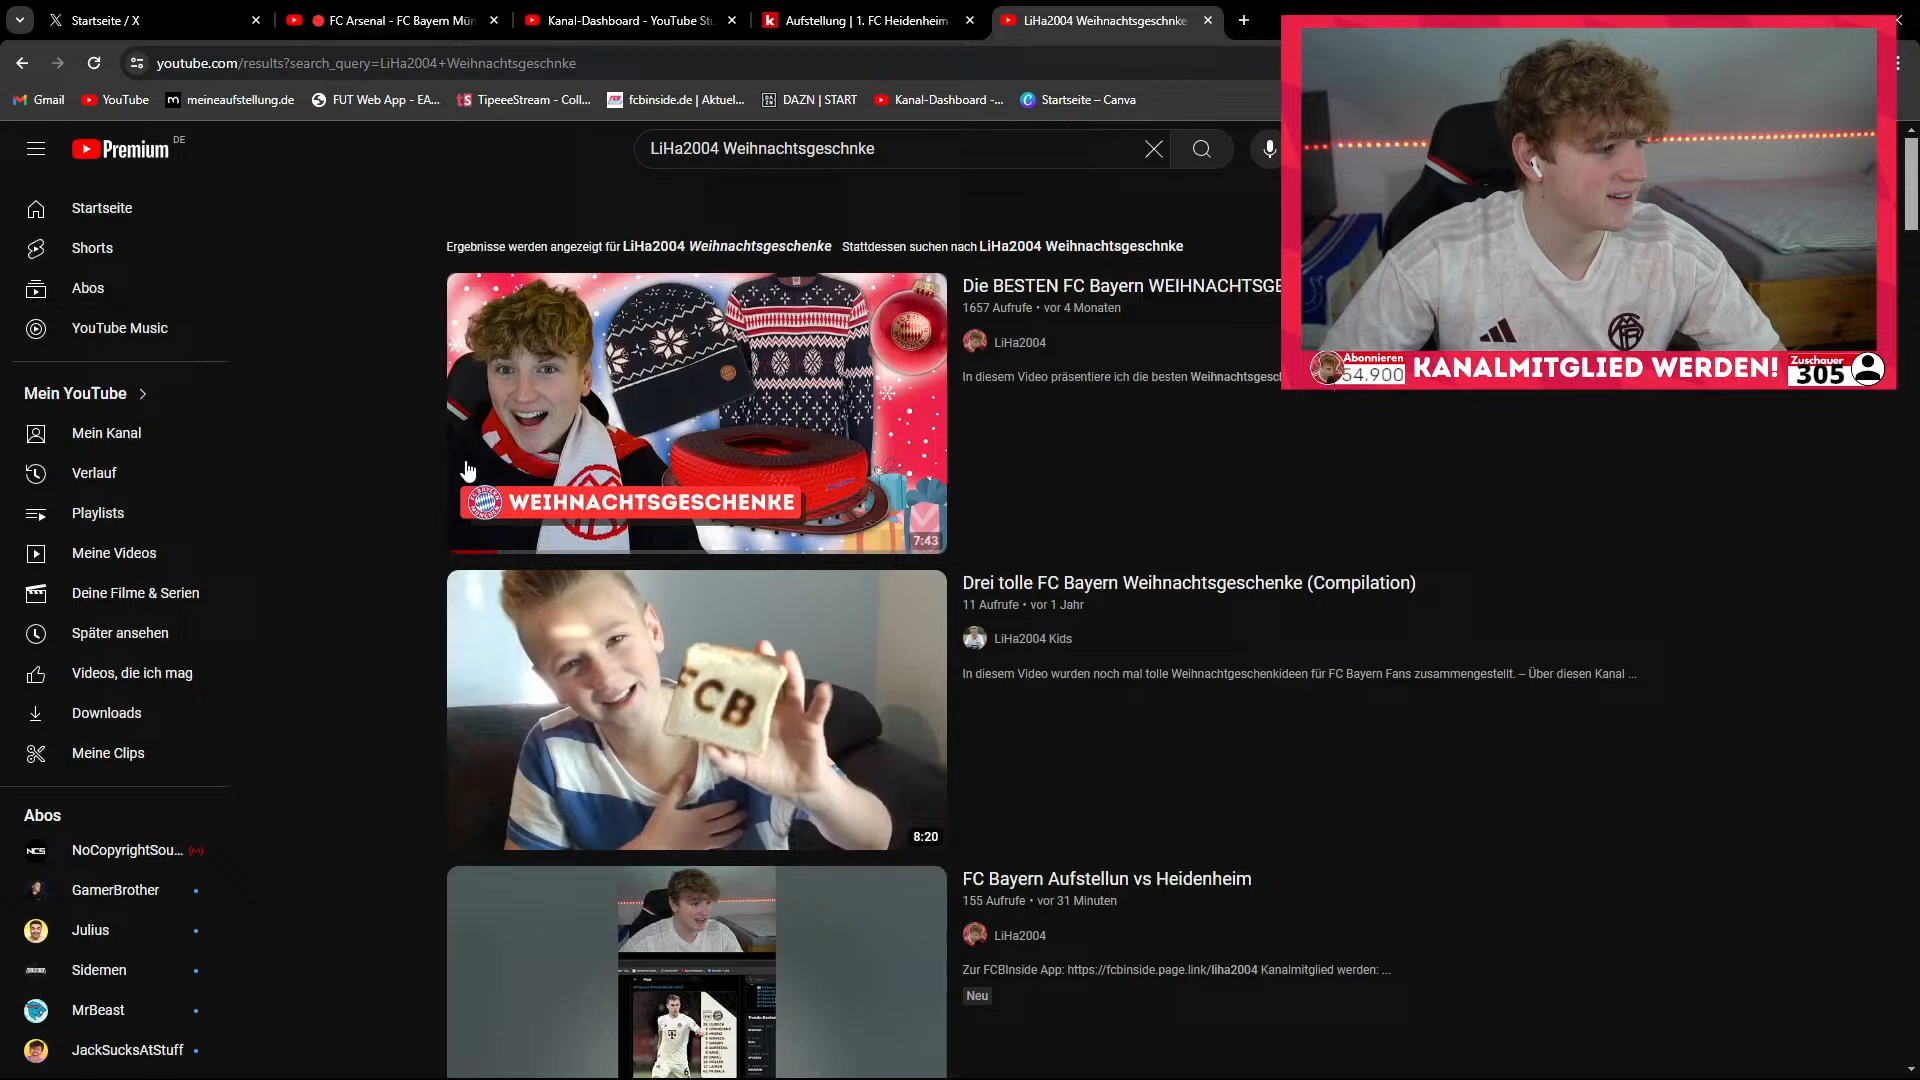 Startseite / X
FC Arsenal - FC Bayern Mün
Kanal-Dashboard - YouTube St
Aufstellung | 1. FC Heidenheim
LiHa2004 Weihnachtsgeschnke
youtube.com/results?search_query=LiHa2004+Weihnachtsgeschnke
Gmail
YouTube
meineaufstellung.de
FUT Web App - EA...
TipeeeStream - Coll...
fcbinside.de | Aktuel...
DAZN | START
Kanal-Dashboard -...
Startseite – Canva
Premium DE
LiHa2004 Weihnachtsgeschnke
Startseite
Shorts
Abos
YouTube Music
Mein YouTube
Mein Kanal
Verlauf
Playlists
Meine Videos
Deine Filme & Serien
Später ansehen
Videos, die ich mag
Downloads
Meine Clips
Abos
NCS
NoCopyrightSou...
GamerBrother
Julius
Sidemen
MrBeast
JackSucksAtStuff
Ergebnisse werden angezeigt für LiHa2004 Weihnachtsgeschenke Stattdessen suchen nach LiHa2004 Weihnachtsgeschnke
WEIHNACHTSGESCHENKE
7:43
Die BESTEN FC Bayern WEIHNACHTSGE
1657 Aufrufe • vor 4 Monaten
LiHa2004
In diesem Video präsentiere ich die besten Weihnachtsgesc
FCB
8:20
Drei tolle FC Bayern Weihnachtsgeschenke (Compilation)
11 Aufrufe • vor 1 Jahr
LiHa2004 Kids
In diesem Video wurden noch mal tolle Weihnachtgeschenkideen für FC Bayern Fans zusammengestellt. – Über diesen Kanal ...
FC Bayern Aufstellun vs Heidenheim
155 Aufrufe • vor 31 Minuten
LiHa2004
Zur FCBInside App: https://fcbinside.page.link/liha2004 Kanalmitglied werden: ...
Neu
Abonnieren
54,900
KANALMITGLIED WERDEN!
Zuschauer
305